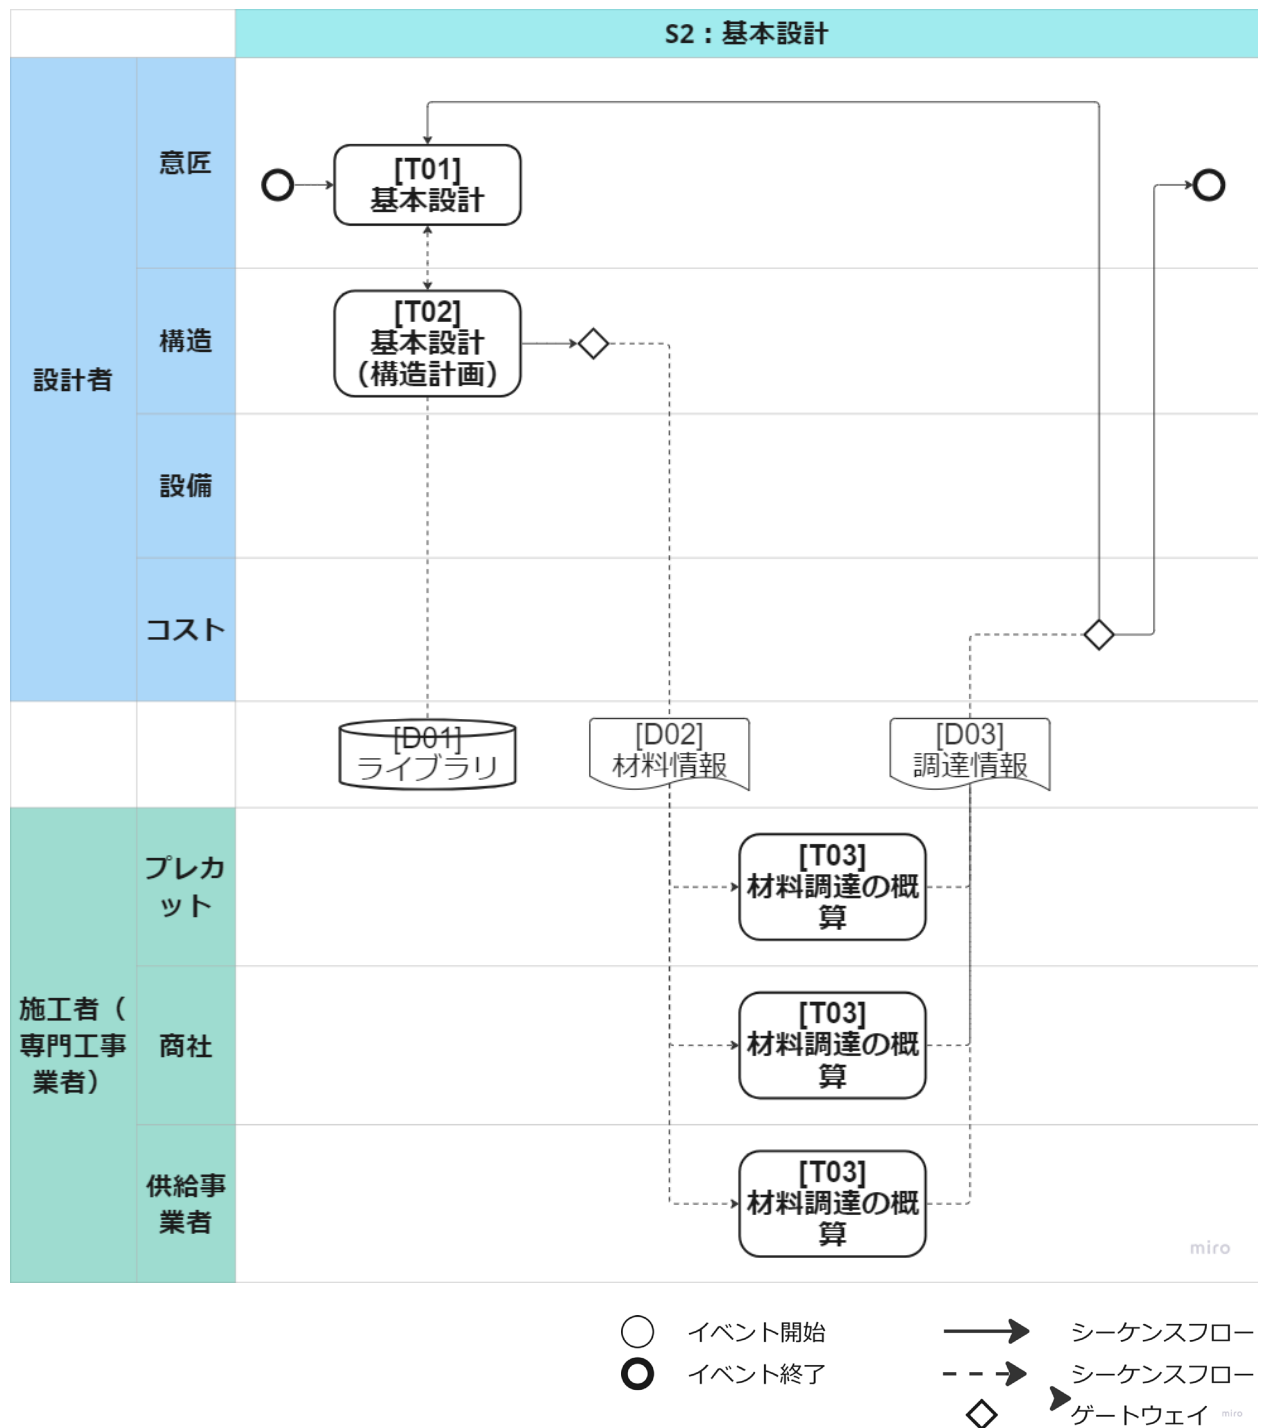 S2：基本設計
設計者
意匠
[T01]
基本設計
構造
[T02]
基本設計
（構造計画）
設備
コスト
[D01]
ライブラリ
[D02]
材料情報
[D03]
調達情報
施工者（
専門工事
業者）
プレカ
ット
[T03]
材料調達の概
算
商社
[T03]
材料調達の概
算
供給事
業者
[T03]
材料調達の概
算
miro
イベント開始
シーケンスフロー
イベント終了
シーケンスフロー
ゲートウェイ
miro